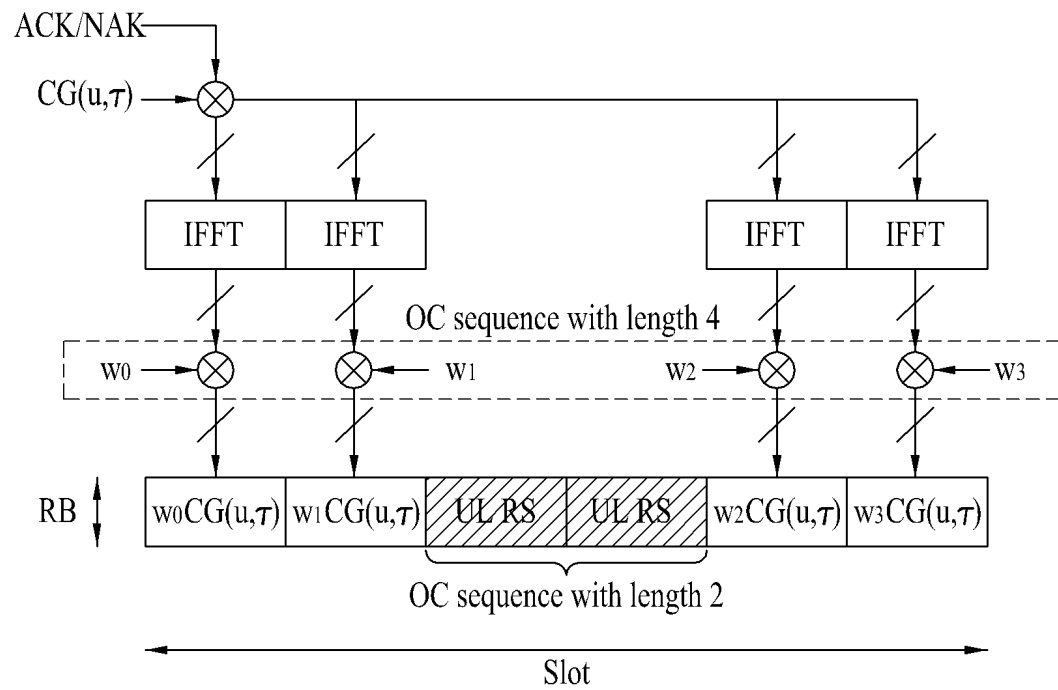 ACK/NAK
CG(u,τ)
IFFT IFFT IFFT IFFT
OC sequence with length 4
w0 w1 w2 w3
RB w0CG(u,τ) w1CG(u,τ) UL RS UL RS w2CG(u,τ) w3CG(u,τ)
OC sequence with length 2
Slot